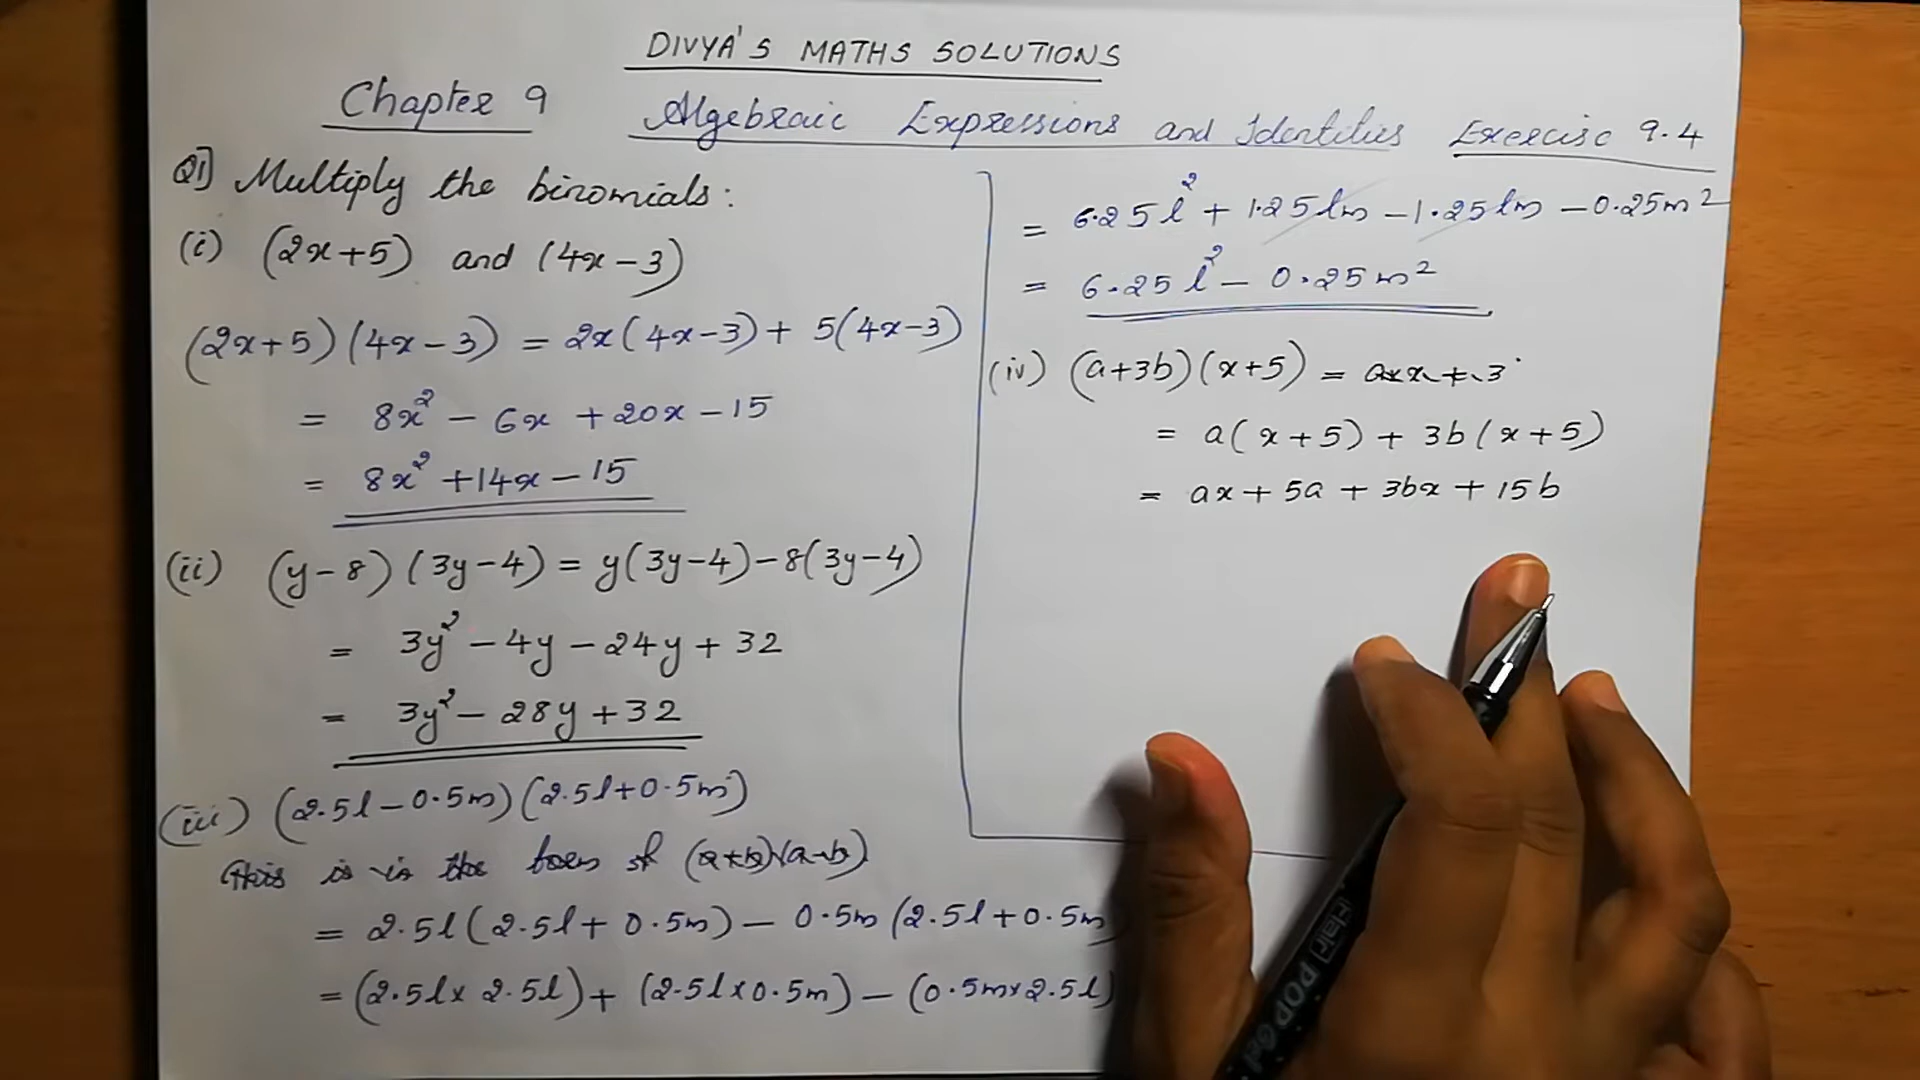 DIVYA'S MATHS SOLUTIONS
Chapter 9 Algebraic Expressions and Identities Exercise 9.4
Q1] Multiply the binomials:
(i) (2x+5) and (4x-3)
(2x+5)(4x-3) = 2x(4x-3) + 5(4x-3)
= 8x² - 6x + 20x - 15
= 8x² + 14x - 15
(ii) (y-8)(3y-4) = y(3y-4) - 8(3y-4)
= 3y² - 4y - 24y + 32
= 3y² - 28y + 32
(iii) (2.5l - 0.5m)(2.5l + 0.5m)
This is in the form of (a+b)(a-b)
= 2.5l(2.5l + 0.5m) - 0.5m(2.5l + 0.5m
= (2.5l × 2.5l) + (2.5l × 0.5m) - (0.5m × 2.5l)
= 6.25l² + 1.25lm - 1.25lm - 0.25m²
= 6.25l² - 0.25m²
(iv) (a+3b)(x+5) = a×x + 3
= a(x+5) + 3b(x+5)
= ax + 5a + 3bx + 15b
Hair POP Gel